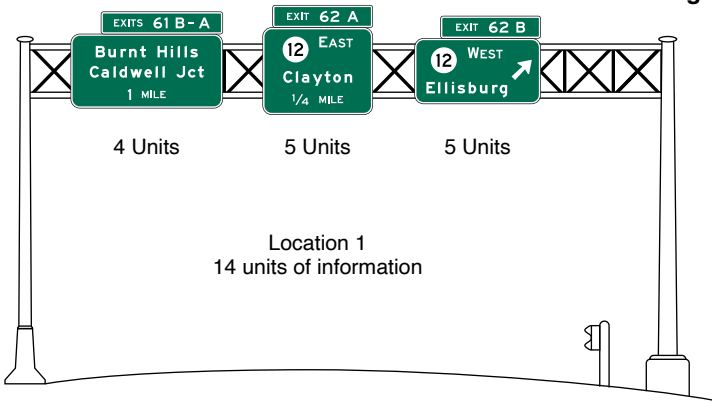 g
EXITS 61 B-A
Burnt Hills
Caldwell Jct
1 MILE
EXIT 62 A
12 EAST
Clayton
1/4 MILE
EXIT 62 B
12 WEST
Ellisburg
4 Units
5 Units
5 Units
Location 1
14 units of information